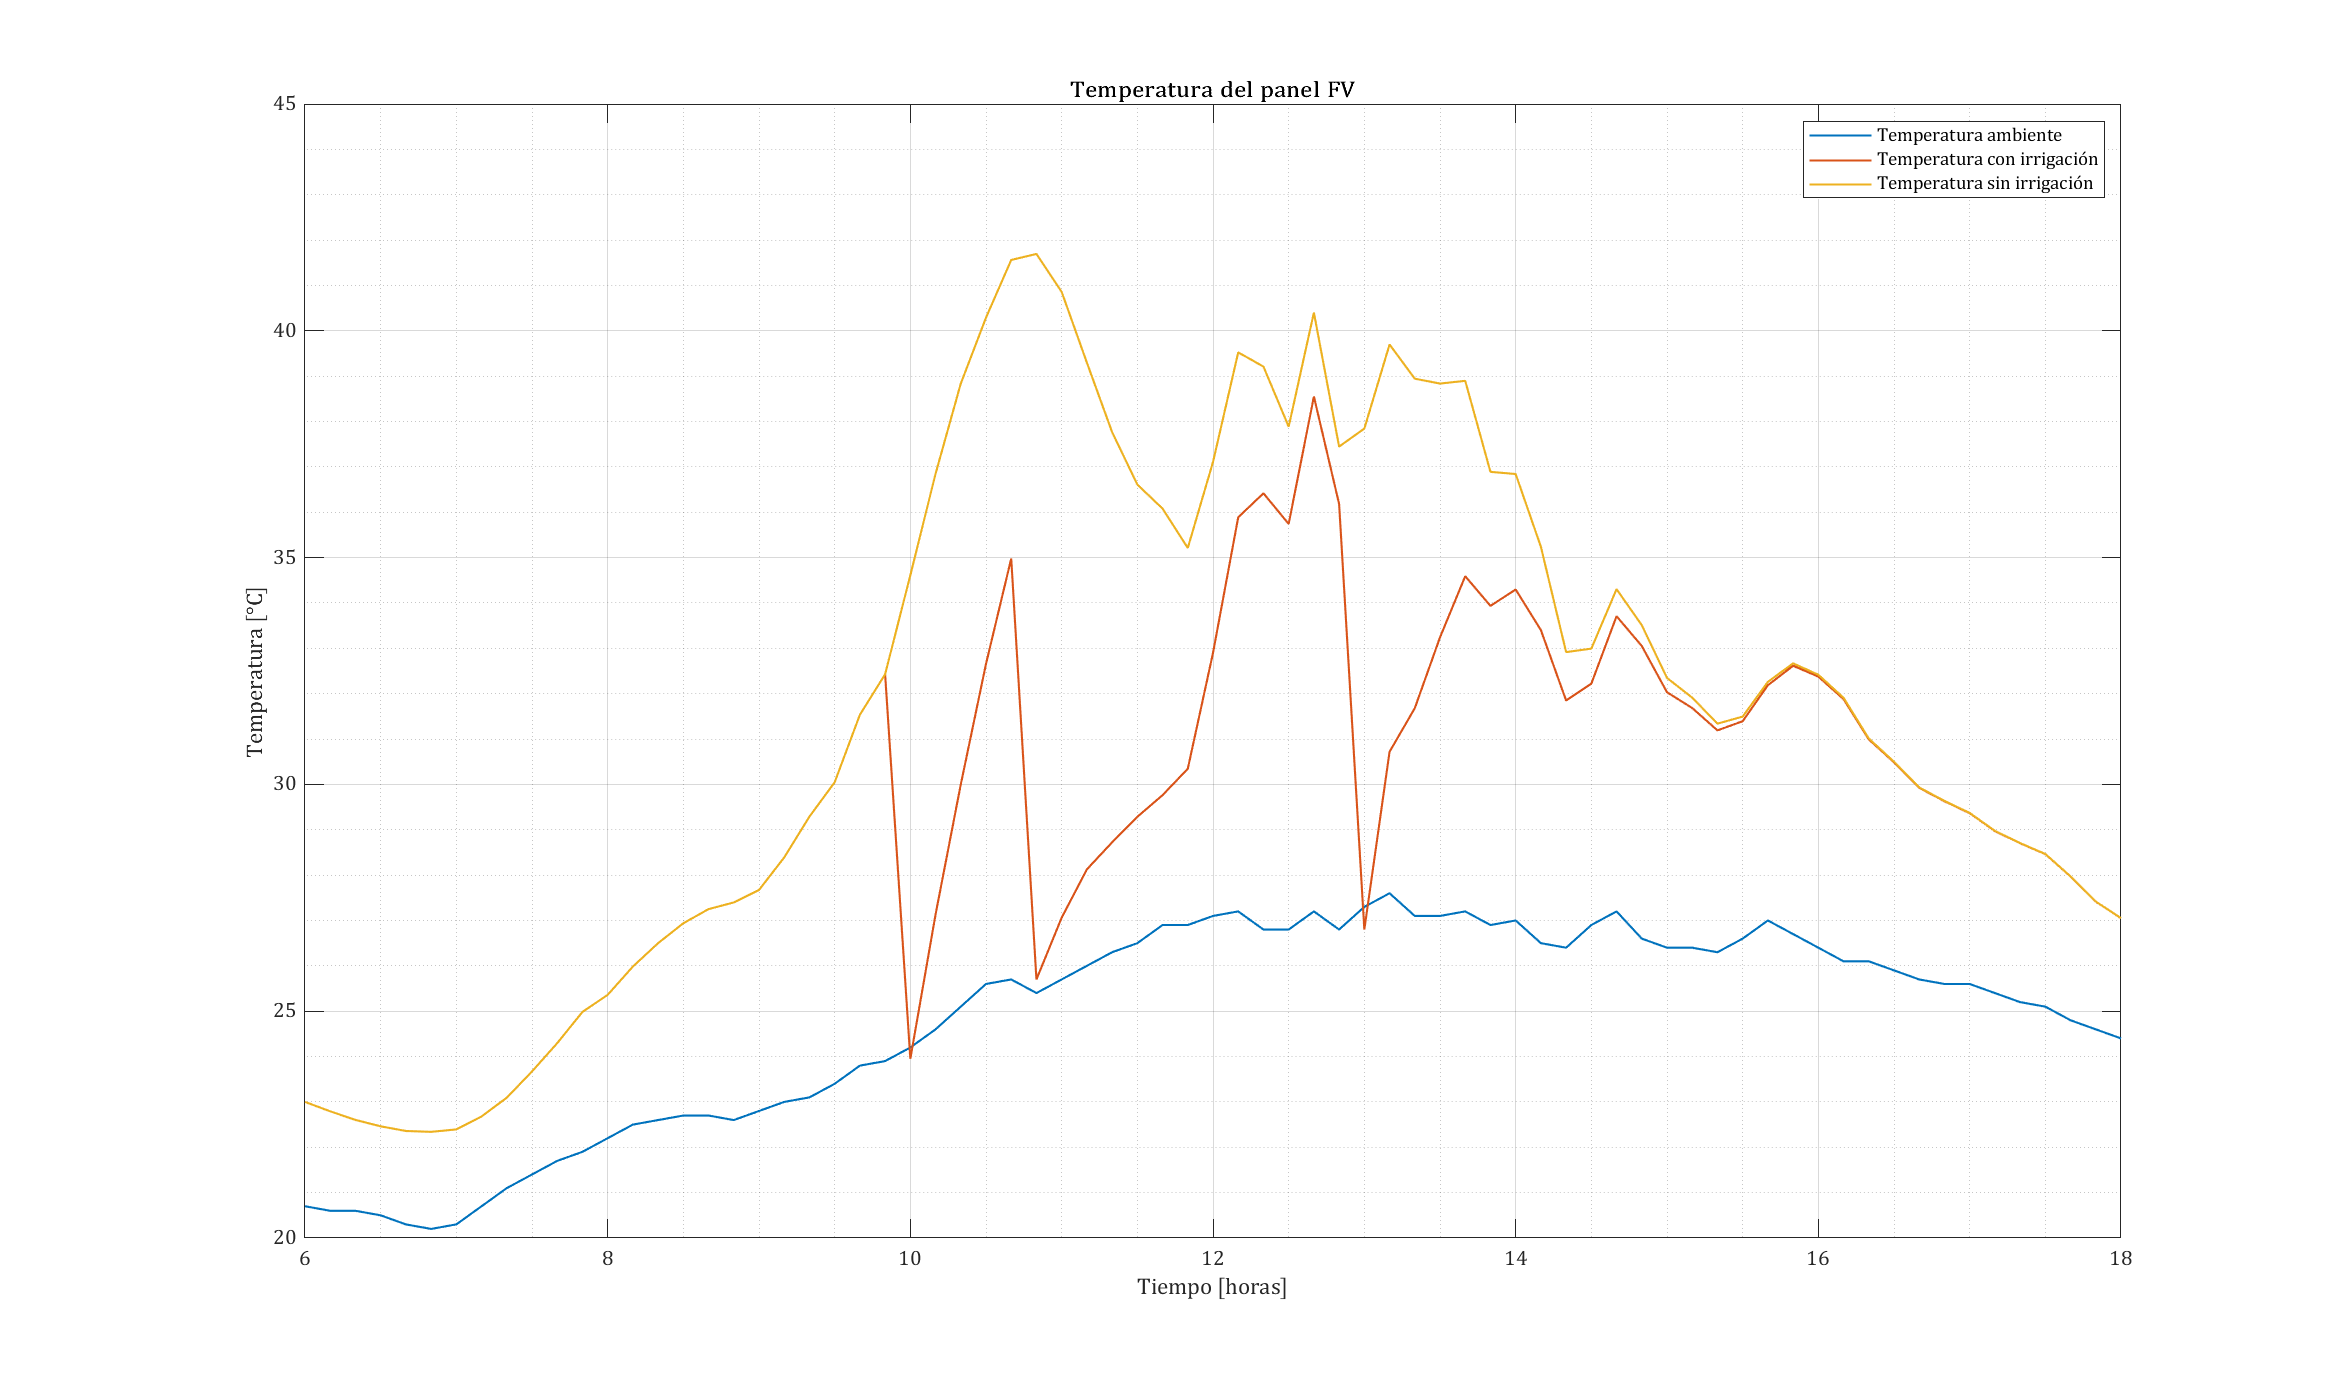 Temperatura del panel FV
45
40
35
30
25
20
Temperatura [°C]
Temperatura ambiente
Temperatura con irrigación
Temperatura sin irrigación
6 8 10 12 14 16 18
Tiempo [horas]